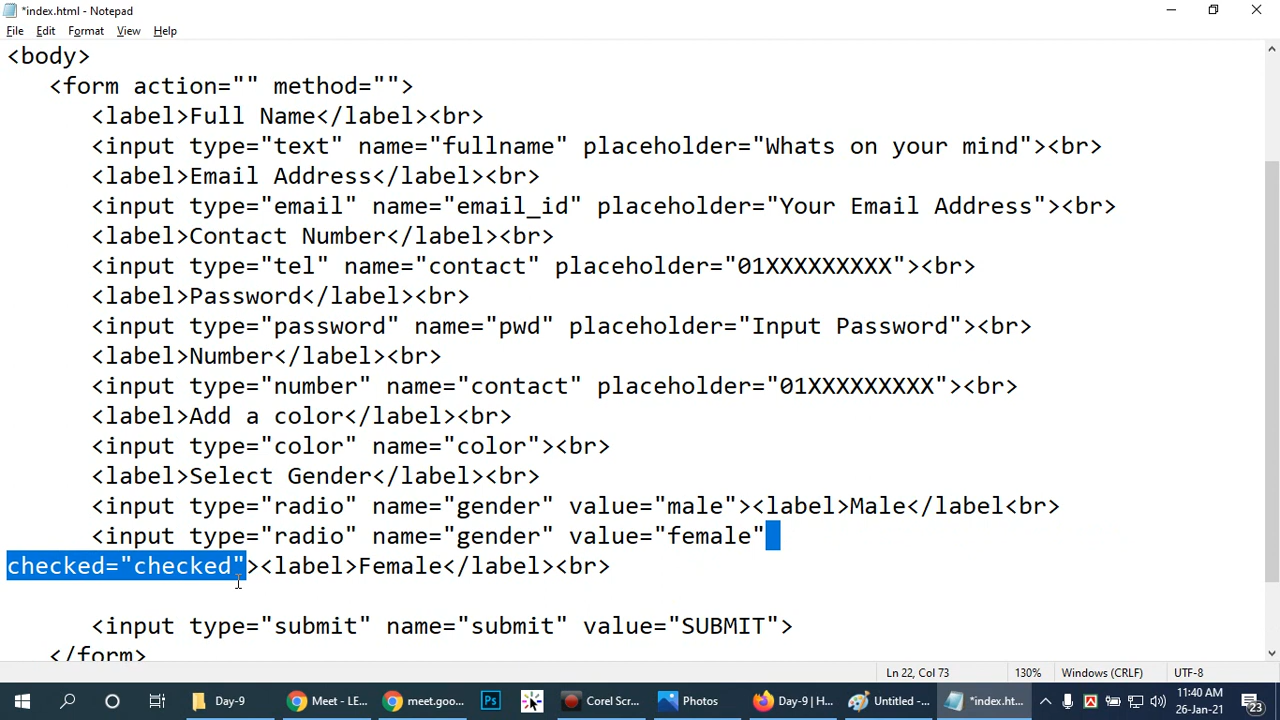 *index.html - Notepad
File Edit Format View Help
<body>
<form action="" method="">
<label>Full Name</label><br>
<input type="text" name="fullname" placeholder="Whats on your mind"><br>
<label>Email Address</label><br>
<input type="email" name="email_id" placeholder="Your Email Address"><br>
<label>Contact Number</label><br>
<input type="tel" name="contact" placeholder="01XXXXXXXXX"><br>
<label>Password</label><br>
<input type="password" name="pwd" placeholder="Input Password"><br>
<label>Number</label><br>
<input type="number" name="contact" placeholder="01XXXXXXXXX"><br>
<label>Add a color</label><br>
<input type="color" name="color"><br>
<label>Select Gender</label><br>
<input type="radio" name="gender" value="male"><label>Male</label<br>
<input type="radio" name="gender" value="female"
checked="checked"><label>Female</label><br>
<input type="submit" name="submit" value="SUBMIT">
</form>
Ln 22, Col 73 130% Windows (CRLF) UTF-8
Day-9 Meet - LE... meet.goo... Ps Corel Scr... Photos Day-9 | H... Untitled -... *index.ht... 11:40 AM
26-Jan-21 23